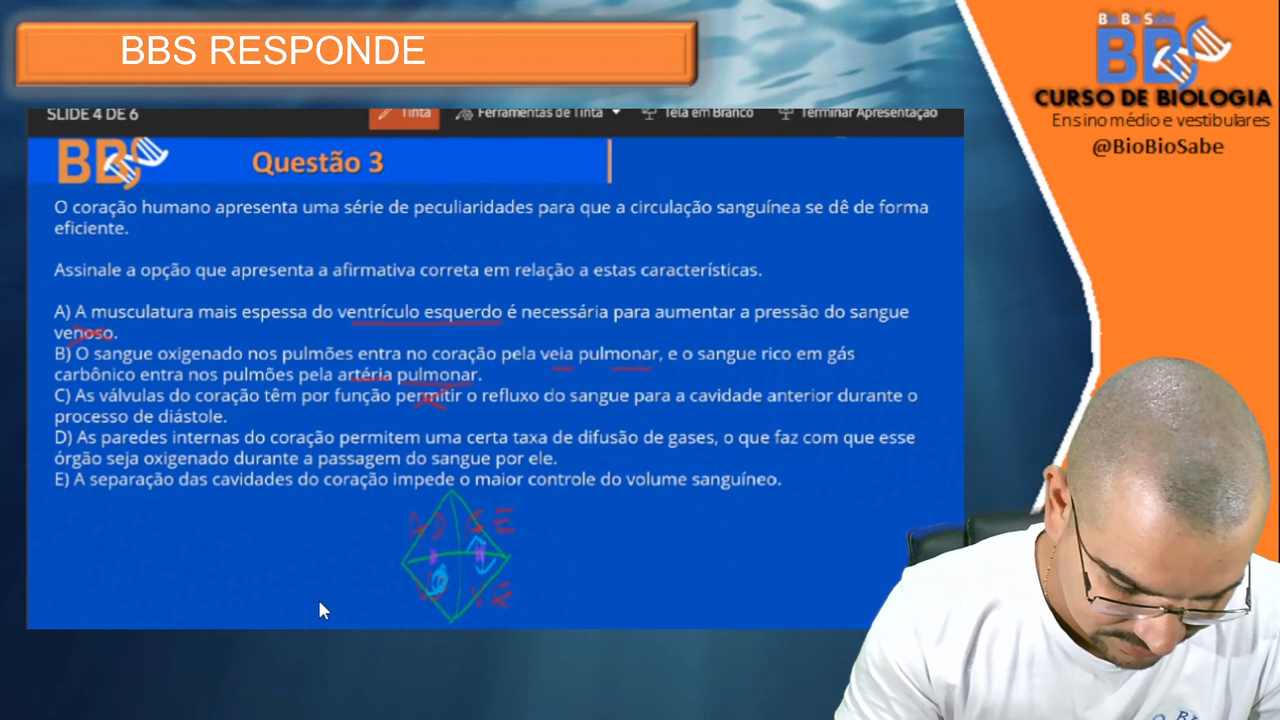 BBS RESPONDE
Bio Bio Sabe
BBS
CURSO DE BIOLOGIA
Ensino médio e vestibulares
@BioBioSabe
SLIDE 4 DE 6
Tinta
Ferramentas de Tinta
Tela em Branco
Terminar Apresentação
BBS
Questão 3
O coração humano apresenta uma série de peculiaridades para que a circulação sanguínea se dê de forma
eficiente.
Assinale a opção que apresenta a afirmativa correta em relação a estas características.
A) A musculatura mais espessa do ventrículo esquerdo é necessária para aumentar a pressão do sangue
venoso.
B) O sangue oxigenado nos pulmões entra no coração pela veia pulmonar, e o sangue rico em gás
carbônico entra nos pulmões pela artéria pulmonar.
C) As válvulas do coração têm por função permitir o refluxo do sangue para a cavidade anterior durante o
processo de diástole.
D) As paredes internas do coração permitem uma certa taxa de difusão de gases, o que faz com que esse
órgão seja oxigenado durante a passagem do sangue por ele.
E) A separação das cavidades do coração impede o maior controle do volume sanguíneo.
AD